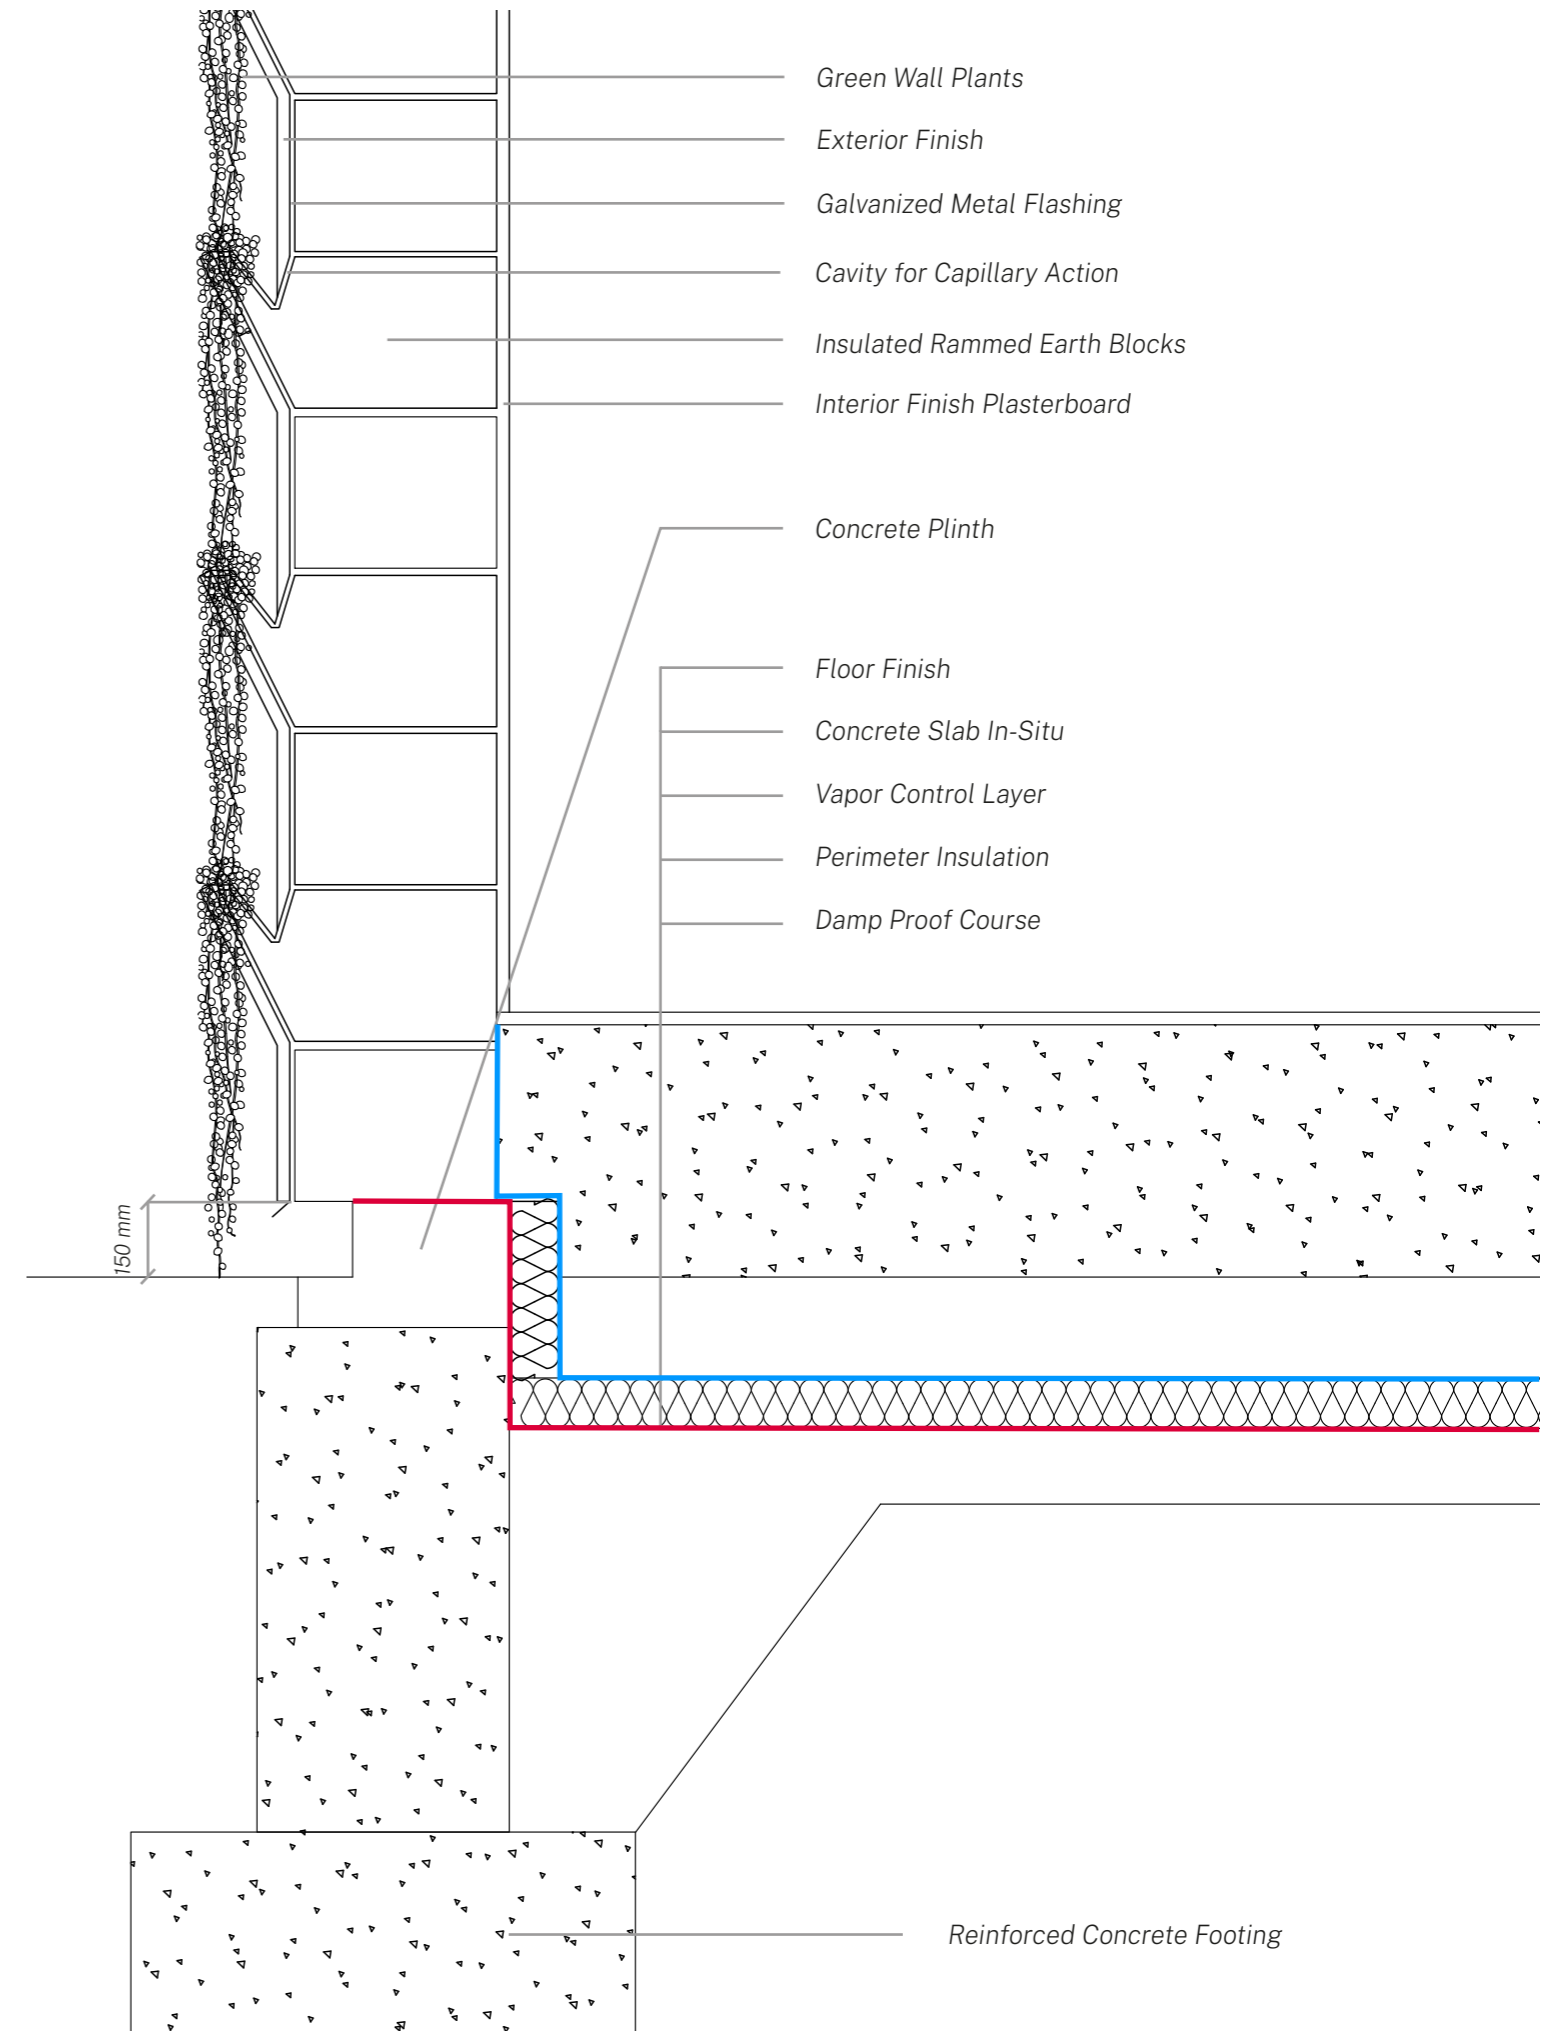 Green Wall Plants
Exterior Finish
Galvanized Metal Flashing
Cavity for Capillary Action
Insulated Rammed Earth Blocks
Interior Finish Plasterboard
Concrete Plinth
Floor Finish
Concrete Slab In-Situ
Vapor Control Layer
Perimeter Insulation
Damp Proof Course
150 mm
Reinforced Concrete Footing